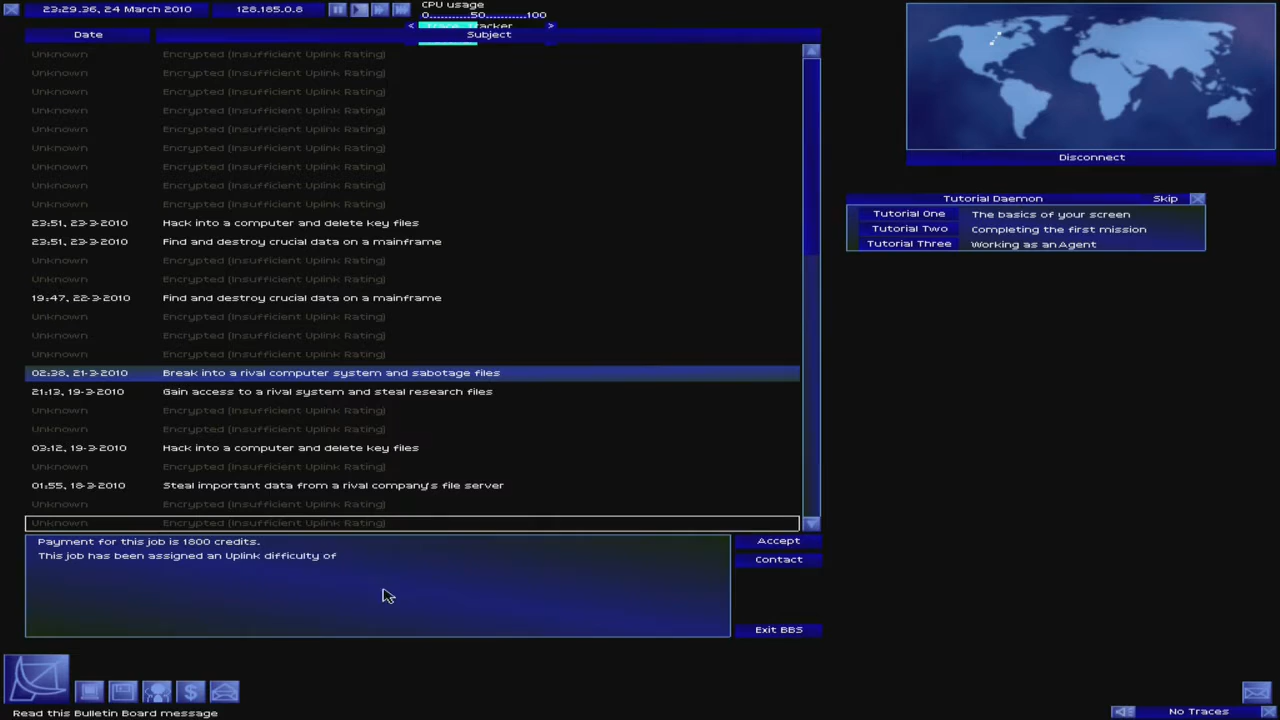 23:29.36, 24 March 2010
128.185.0.8
CPU usage
0.........50.........100
< Trace Tracker >
Date Subject
Unknown Encrypted (Insufficient Uplink Rating)
Unknown Encrypted (Insufficient Uplink Rating)
Unknown Encrypted (Insufficient Uplink Rating)
Unknown Encrypted (Insufficient Uplink Rating)
Unknown Encrypted (Insufficient Uplink Rating)
Unknown Encrypted (Insufficient Uplink Rating)
Unknown Encrypted (Insufficient Uplink Rating)
Unknown Encrypted (Insufficient Uplink Rating)
Unknown Encrypted (Insufficient Uplink Rating)
23:51, 23-3-2010 Hack into a computer and delete key files
23:51, 23-3-2010 Find and destroy crucial data on a mainframe
Unknown Encrypted (Insufficient Uplink Rating)
Unknown Encrypted (Insufficient Uplink Rating)
19:47, 22-3-2010 Find and destroy crucial data on a mainframe
Unknown Encrypted (Insufficient Uplink Rating)
Unknown Encrypted (Insufficient Uplink Rating)
Unknown Encrypted (Insufficient Uplink Rating)
02:38, 21-3-2010 Break into a rival computer system and sabotage files
21:13, 19-3-2010 Gain access to a rival system and steal research files
Unknown Encrypted (Insufficient Uplink Rating)
Unknown Encrypted (Insufficient Uplink Rating)
03:12, 19-3-2010 Hack into a computer and delete key files
Unknown Encrypted (Insufficient Uplink Rating)
01:55, 18-3-2010 Steal important data from a rival company's file server
Unknown Encrypted (Insufficient Uplink Rating)
Unknown Encrypted (Insufficient Uplink Rating)
Payment for this job is 1800 credits.
This job has been assigned an Uplink difficulty of
Accept
Contact
Exit BBS
Disconnect
Tutorial Daemon Skip
Tutorial One The basics of your screen
Tutorial Two Completing the first mission
Tutorial Three Working as an Agent
$
Read this Bulletin Board message
No Traces